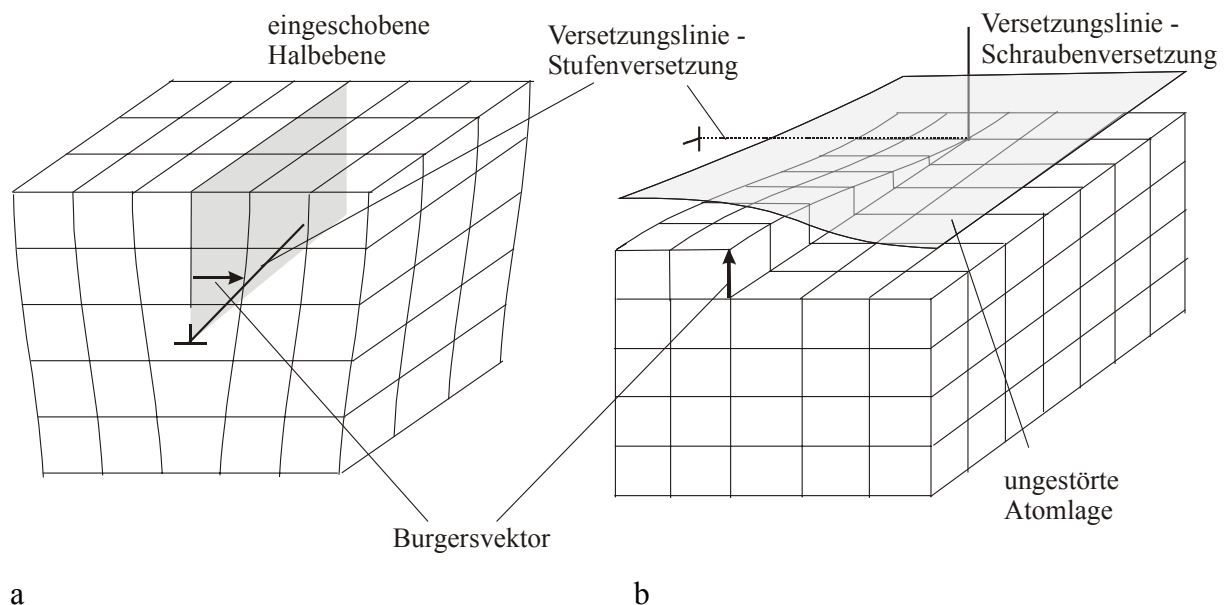 eingeschobene
Halbebene
Versetzungslinie -
Stufenversetzung
Versetzungslinie -
Schraubenversetzung
ungestörte
Atomlage
Burgersvektor
a
b